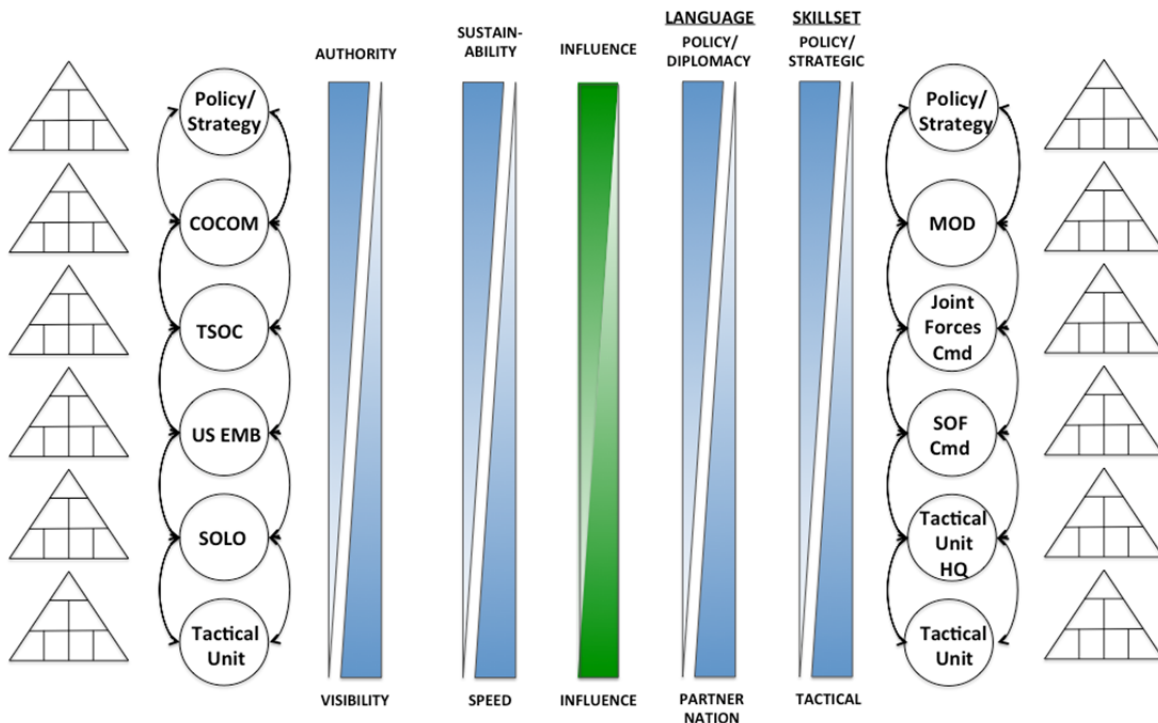 LANGUAGE
SKILLSET
AUTHORITY
SUSTAIN-
ABILITY
INFLUENCE
POLICY/
DIPLOMACY
POLICY/
STRATEGIC
Policy/
Strategy
COCOM
TSOC
US EMB
SOLO
Tactical
Unit
Policy/
Strategy
MOD
Joint
Forces
Cmd
SOF
Cmd
Tactical
Unit
HQ
Tactical
Unit
VISIBILITY
SPEED
INFLUENCE
PARTNER
NATION
TACTICAL